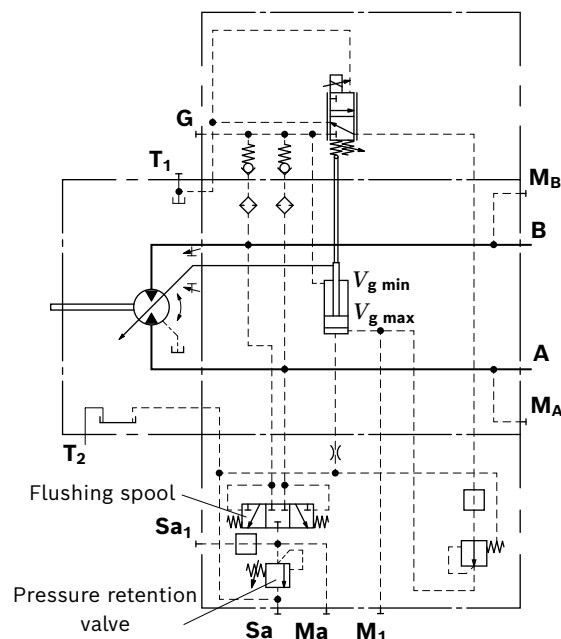 G
T1
MB
B
Vg min
Vg max
A
MA
T2
Flushing spool
Sa1
Pressure retention
valve
Sa Ma M1